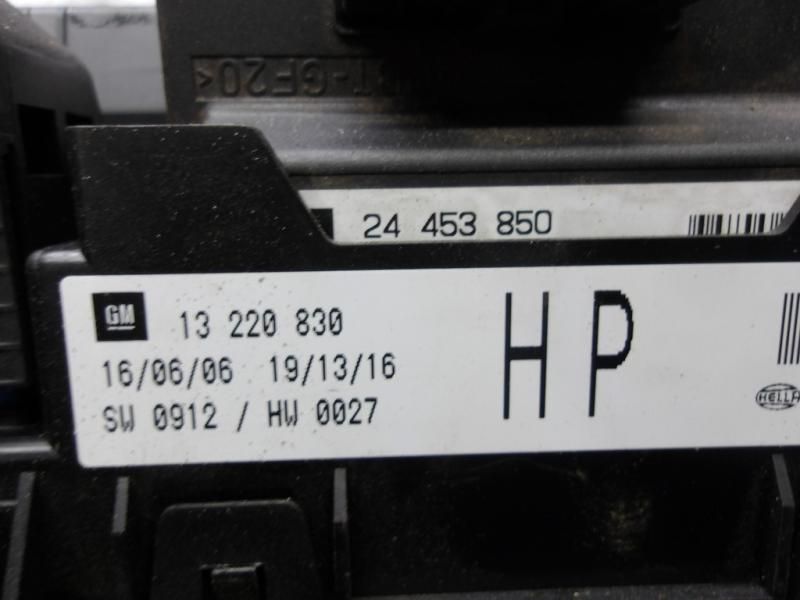 -GF20<
24 453 850
GM 13 220 830
16/06/06 19/13/16
SW 0912 / HW 0027
HP
HELLA